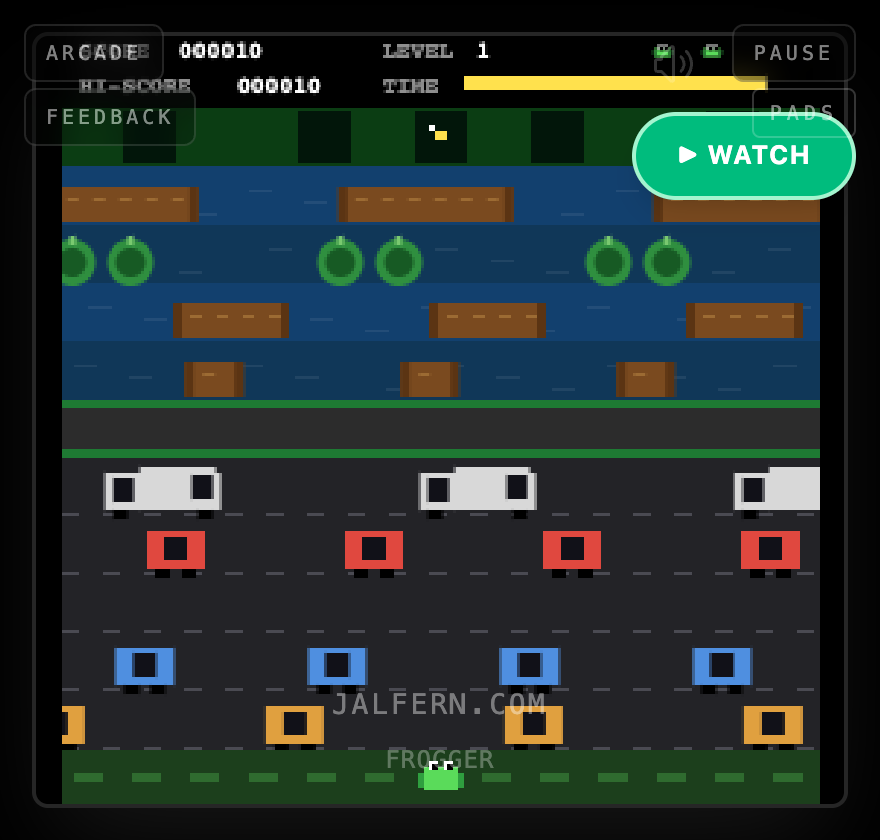 ARCADE
SCORE 000010 LEVEL 1
PAUSE
HI-SCORE 000010 TIME
FEEDBACK
PADS
WATCH
JALFERN.COM
FROGGER